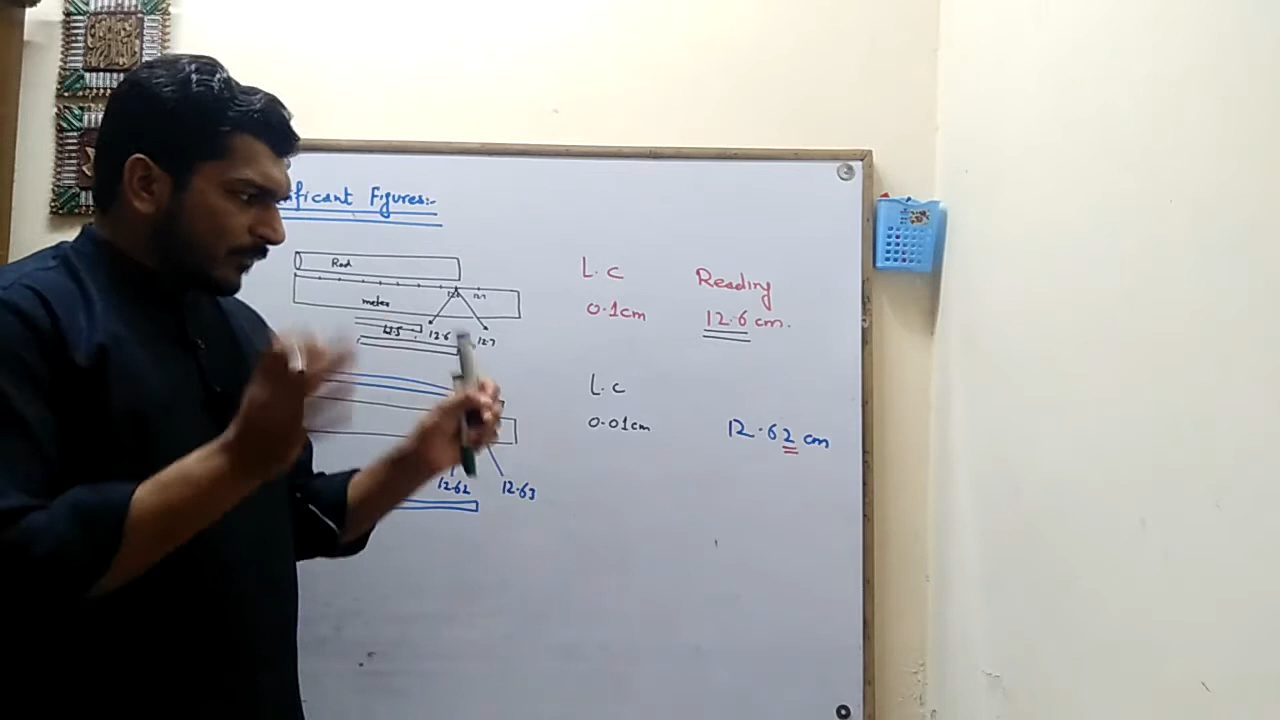 ificant Figures:-
Rod
12.6 12.7
meter
12.5
12.6
12.7
L.C Reading
0.1cm 12.6 cm.
L.C
0.01cm 12.62 cm
12.62 12.63